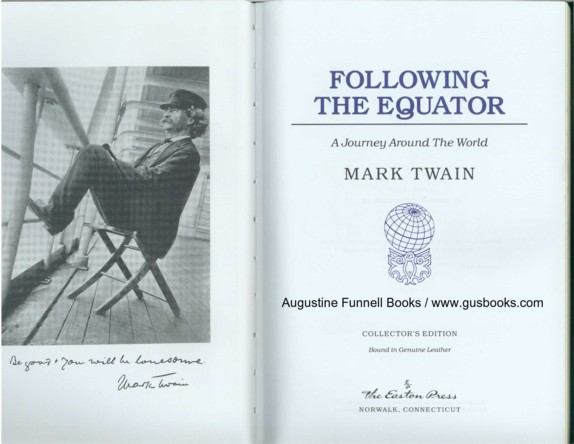 Be good & you will be lonesome.
Mark Twain
FOLLOWING
THE EQUATOR
A Journey Around The World
MARK TWAIN
Augustine Funnell Books / www.gusbooks.com
COLLECTOR'S EDITION
Bound in Genuine Leather
The Easton Press
NORWALK, CONNECTICUT